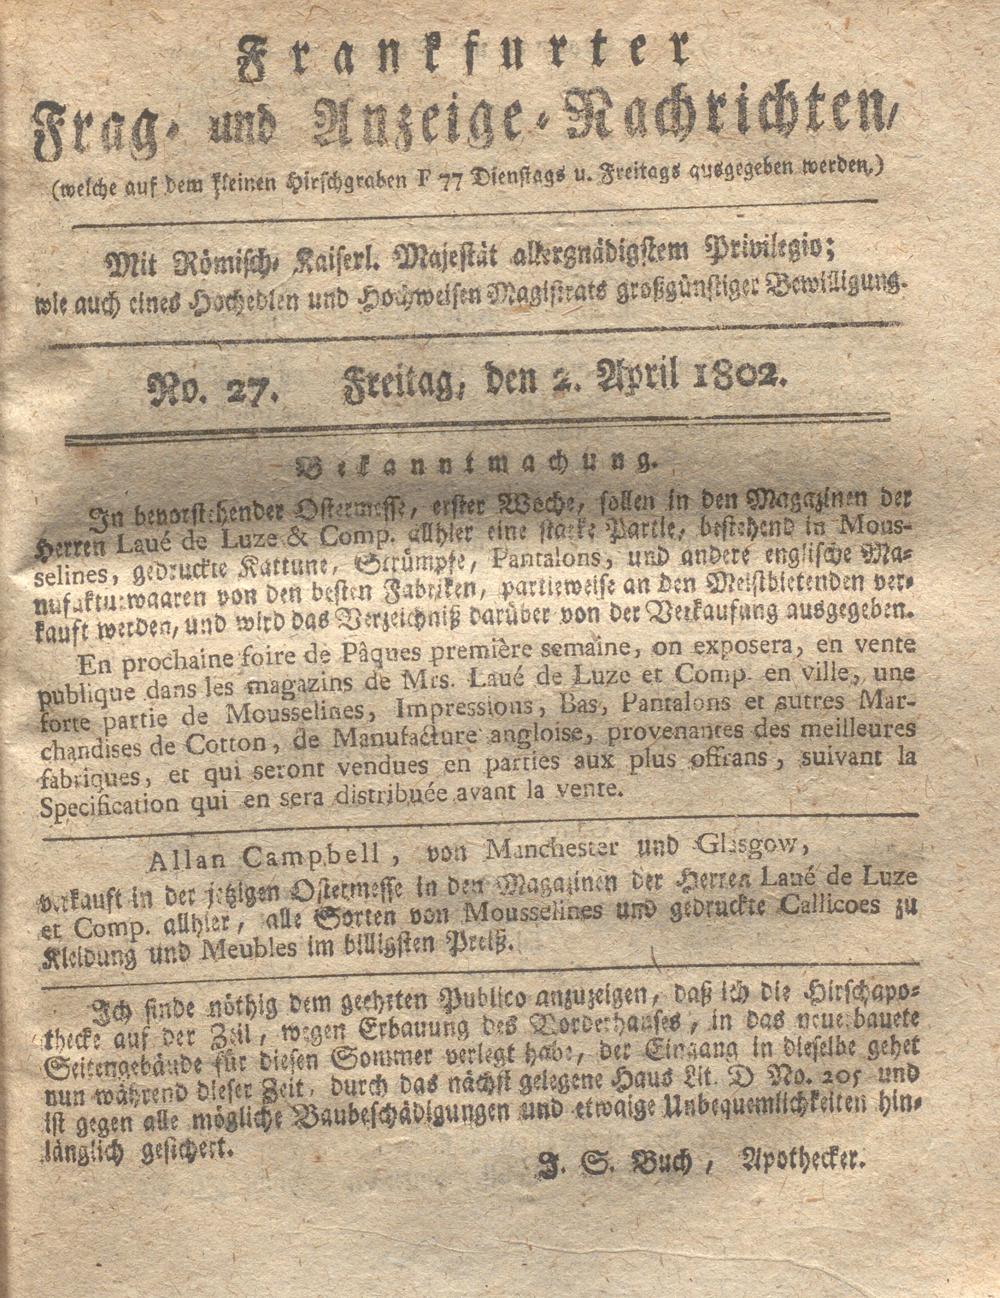 Frankfurter
Frag- und Anzeige-Nachrichten,
(welche auf dem kleinen Hirschgraben F 77 Dienstags u. Freitags ausgegeben werden.)
Mit Römisch- Kaiserl. Majestät allergnädigstem Privilegio;
wie auch eines Hochedlen und Hochweisen Magistrats großgünstiger Bewilligung.
No. 27. Freitag, den 2. April 1802.
Bekanntmachung.
In bevorstehender Ostermesse, erster Woche, sollen in den Magazinen der
Herren Laué de Luze & Comp. allhier eine starke Partie, bestehend in Mous-
selines, gedruckte Kattune, Strümpfe, Pantalons, und andere englische Ma-
nufakturwaaren von den besten Fabriken, partieweise an den Meistbietenden ver-
kauft werden, und wird das Verzeichniß darüber von der Verkaufung ausgegeben.
En prochaine foire de Pâques première semaine, on exposera, en vente
publique dans les magazins de Mrs. Laué de Luze et Comp. en ville, une
forte partie de Mousselines, Impressions, Bas, Pantalons et autres Mar-
chandises de Cotton, de Manufacture angloise, provenantes des meilleures
fabriques, et qui seront vendues en parties aux plus offrans, suivant la
Specification qui en sera distribuée avant la vente.
Allan Campbell, von Manchester und Glasgow,
verkauft in der jetzigen Ostermesse in den Magazinen der Herren Laué de Luze
et Comp. allhier, alle Sorten von Mousselines und gedruckte Callicoes zu
Kleidung und Meubles im billigsten Preiß.
Ich finde nöthig dem geehrten Publico anzuzeigen, daß ich die Hirschapo-
thecke auf der Zeil, wegen Erbauung des Vorderhauses, in das neuerbauete
Seitengebäude für diesen Sommer verlegt habe, der Eingang in dieselbe gehet
nun während dieser Zeit, durch das nächst gelegene Haus Lit. D No. 205 und
ist gegen alle mögliche Baubeschädigungen und etwaige Unbequemlichkeiten hin-
länglich gesichert.
J. S. Buch, Apothecker.